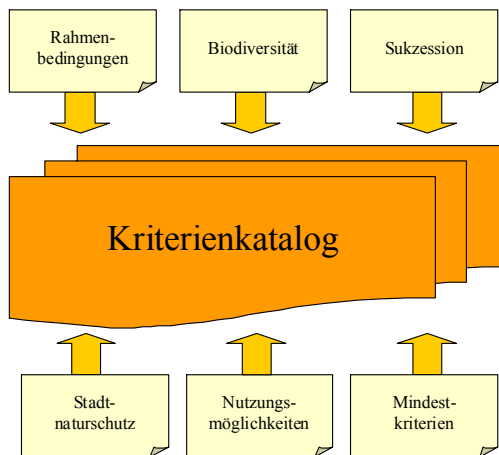 Rahmen-
bedingungen
Biodiversität
Sukzession
Kriterienkatalog
Stadt-
naturschutz
Nutzungs-
möglichkeiten
Mindest-
kriterien